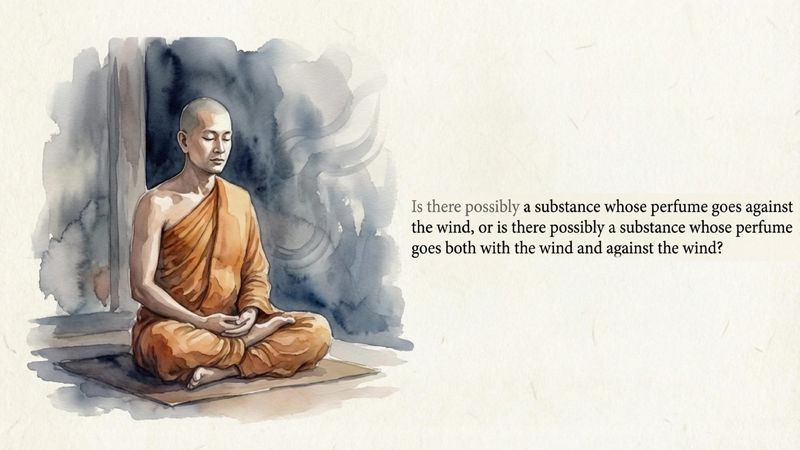 Is there possibly a substance whose perfume goes against
the wind, or is there possibly a substance whose perfume
goes both with the wind and against the wind?